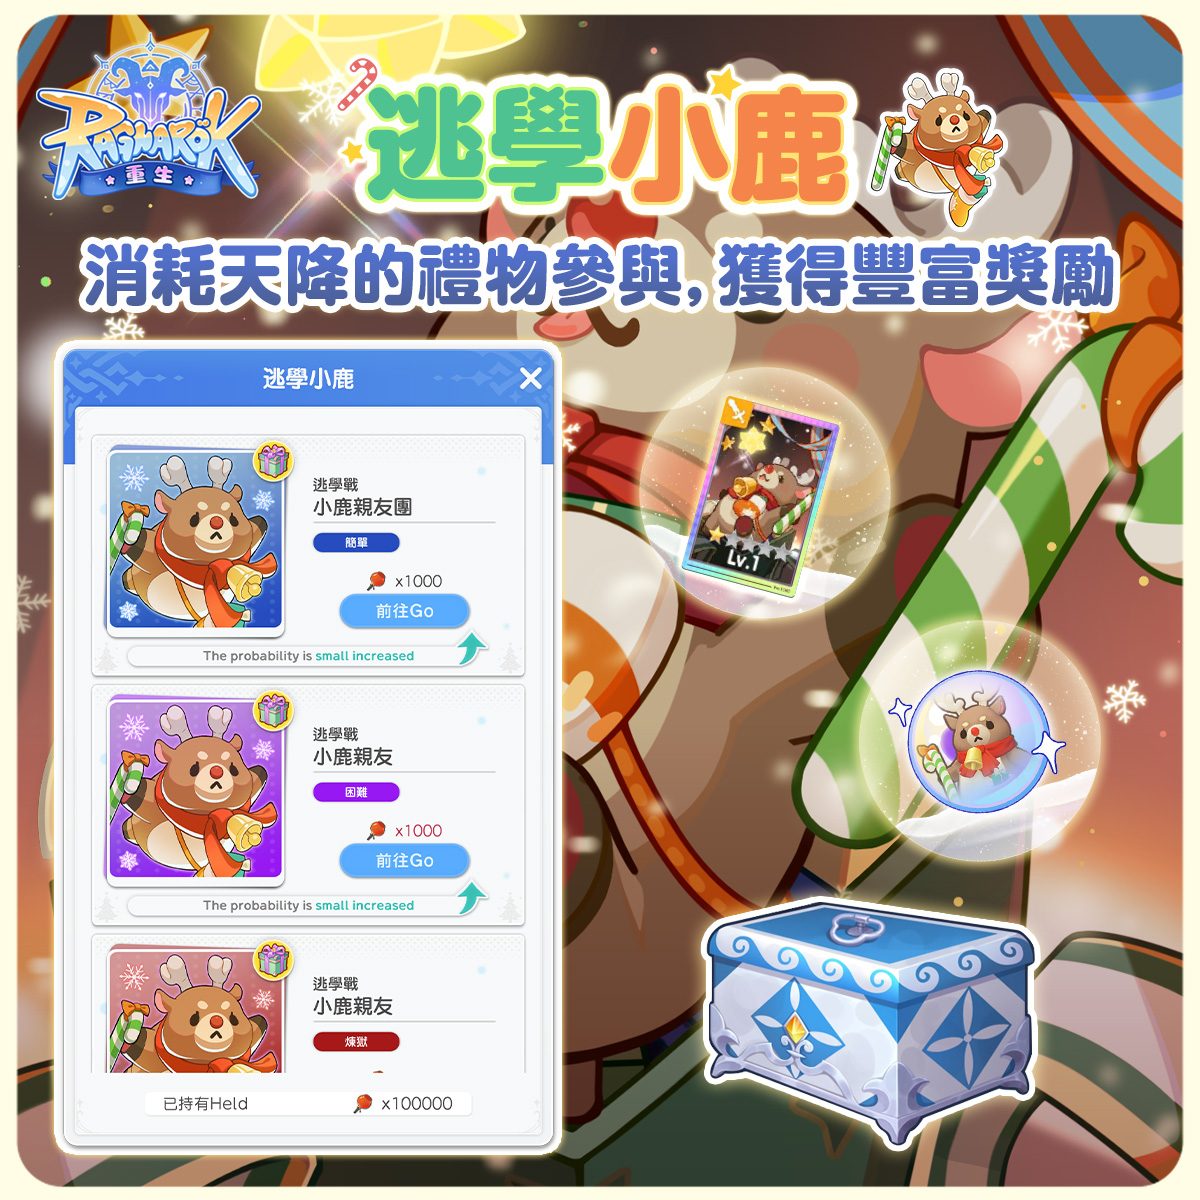 RAGNARÖK
重生
逃學小鹿
消耗天降的禮物參與,獲得豐富獎勵
逃學小鹿
逃學戰
小鹿親友團
簡單
x1000
前往Go
The probability is small increased
逃學戰
小鹿親友
困難
x1000
前往Go
The probability is small increased
逃學戰
小鹿親友
煉獄
已持有Held
x100000
Lv.1